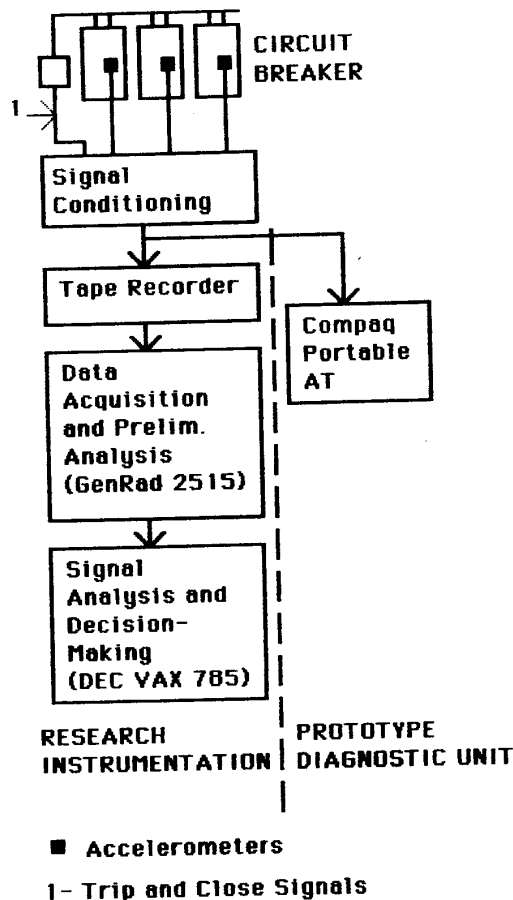 CIRCUIT
BREAKER
1
Signal
Conditioning
Tape Recorder
Compaq
Portable
AT
Data
Acquisition
and Prelim.
Analysis
(GenRad 2515)
Signal
Analysis and
Decision-
Making
(DEC VAX 785)
RESEARCH
INSTRUMENTATION
PROTOTYPE
DIAGNOSTIC UNIT
Accelerometers
1- Trip and Close Signals